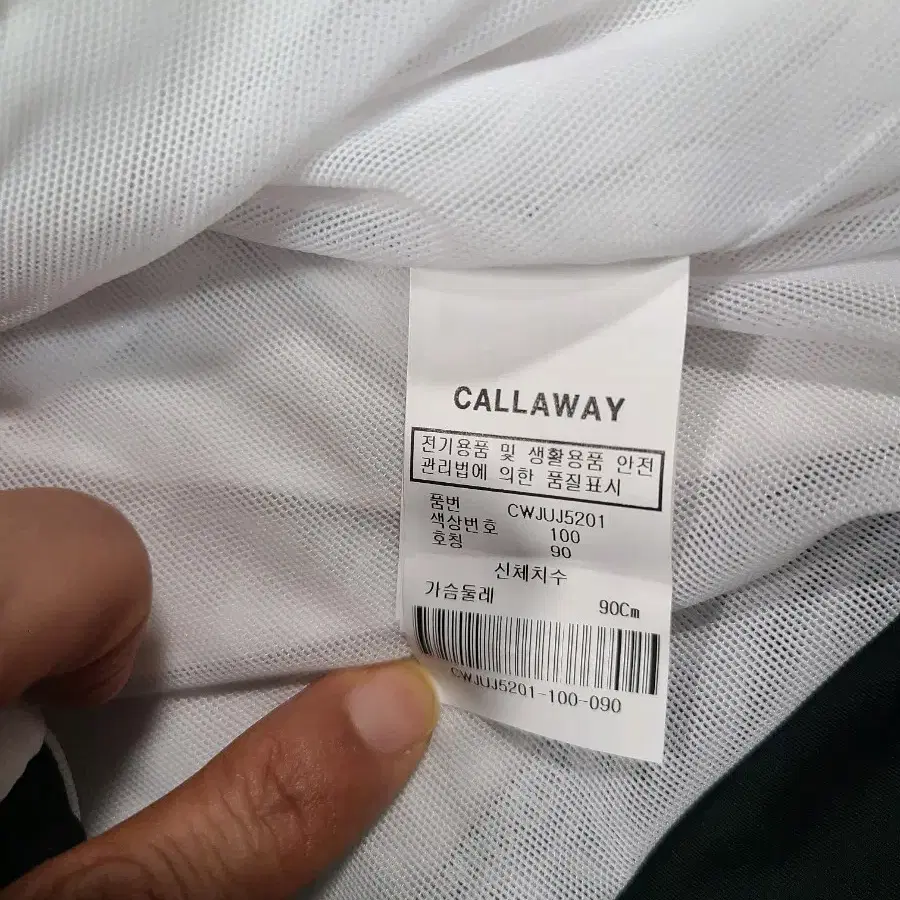 CALLAWAY
전기용품 및 생활용품 안전
관리법에 의한 품질표시
품번 CWJUJ5201
색상번호 100
호칭 90
신체치수
가슴둘레 90Cm
CWJUJ5201-100-090